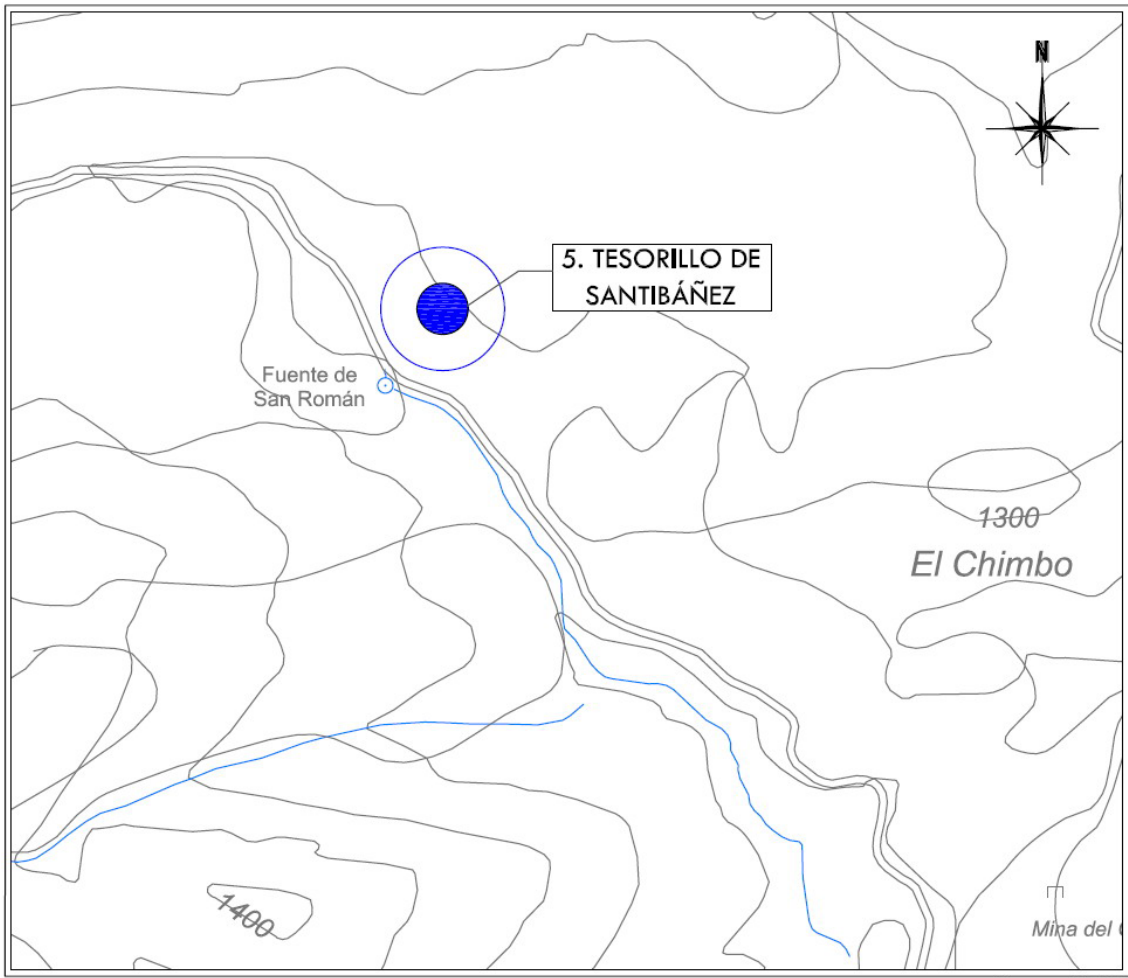 N
5. TESORILLO DE
SANTIBÁÑEZ
Fuente de
San Román
1300
El Chimbo
1400
Mina del